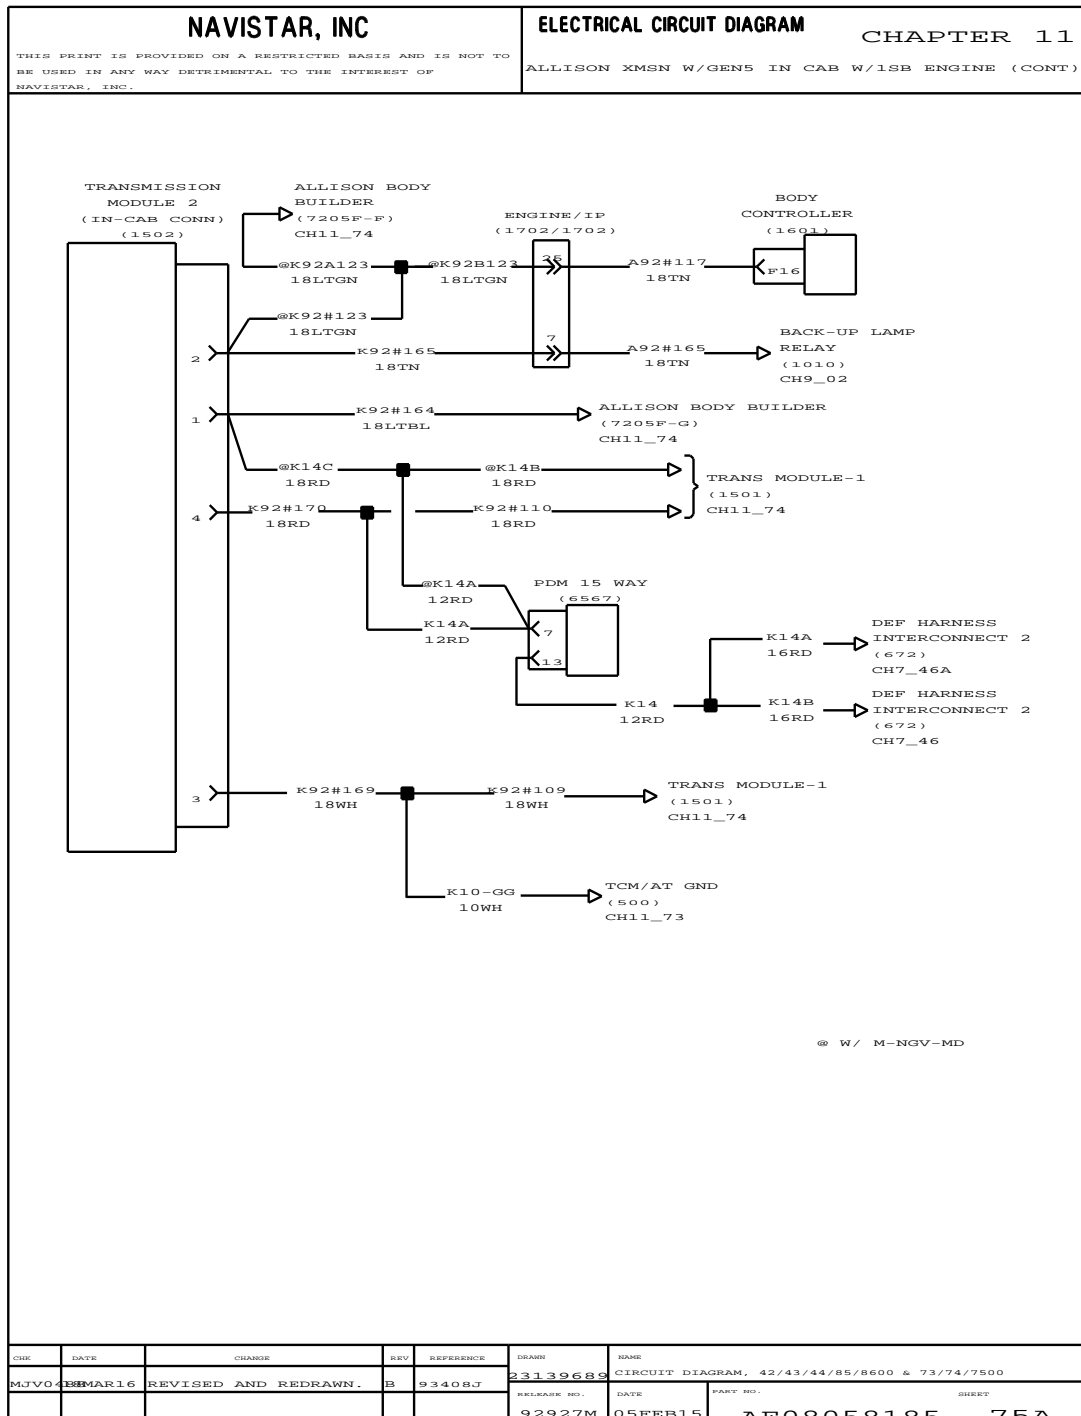 NAVISTAR, INC
THIS PRINT IS PROVIDED ON A RESTRICTED BASIS AND IS NOT TO
BE USED IN ANY WAY DETRIMENTAL TO THE INTEREST OF
NAVISTAR, INC.
ELECTRICAL CIRCUIT DIAGRAM
CHAPTER 11
ALLISON XMSN W/GEN5 IN CAB W/ISB ENGINE (CONT)
TRANSMISSION
MODULE 2
(IN-CAB CONN)
(1502)
ALLISON BODY
BUILDER
(7205F-F)
CH11_74
ENGINE/IP
(1702/1702)
BODY
CONTROLLER
(1601)
@K92A123
18LTGN
@K92B123
18LTGN
25
A92#117
18TN
F16
@K92#123
18LTGN
2
K92#165
18TN
7
A92#165
18TN
BACK-UP LAMP
RELAY
(1010)
CH9_02
1
K92#164
18LTBL
ALLISON BODY BUILDER
(7205F-G)
CH11_74
@K14C
18RD
@K14B
18RD
TRANS MODULE-1
(1501)
CH11_74
4
K92#170
18RD
K92#110
18RD
@K14A
12RD
PDM 15 WAY
(6567)
K14A
12RD
7
13
K14A
16RD
DEF HARNESS
INTERCONNECT 2
(672)
CH7_46A
K14
12RD
K14B
16RD
DEF HARNESS
INTERCONNECT 2
(672)
CH7_46
3
K92#169
18WH
K92#109
18WH
TRANS MODULE-1
(1501)
CH11_74
K10-GG
10WH
TCM/AT GND
(500)
CH11_73
@ W/ M-NGV-MD
CHK DATE CHANGE REV REFERENCE DRAWN NAME
REVISED AND REDRAWN. B 93408J 23139689 CIRCUIT DIAGRAM, 42/43/44/85/8600 & 73/74/7500
RELEASE NO. DATE PART NO. SHEET
92927M 05FEB15 AE08058185 75A